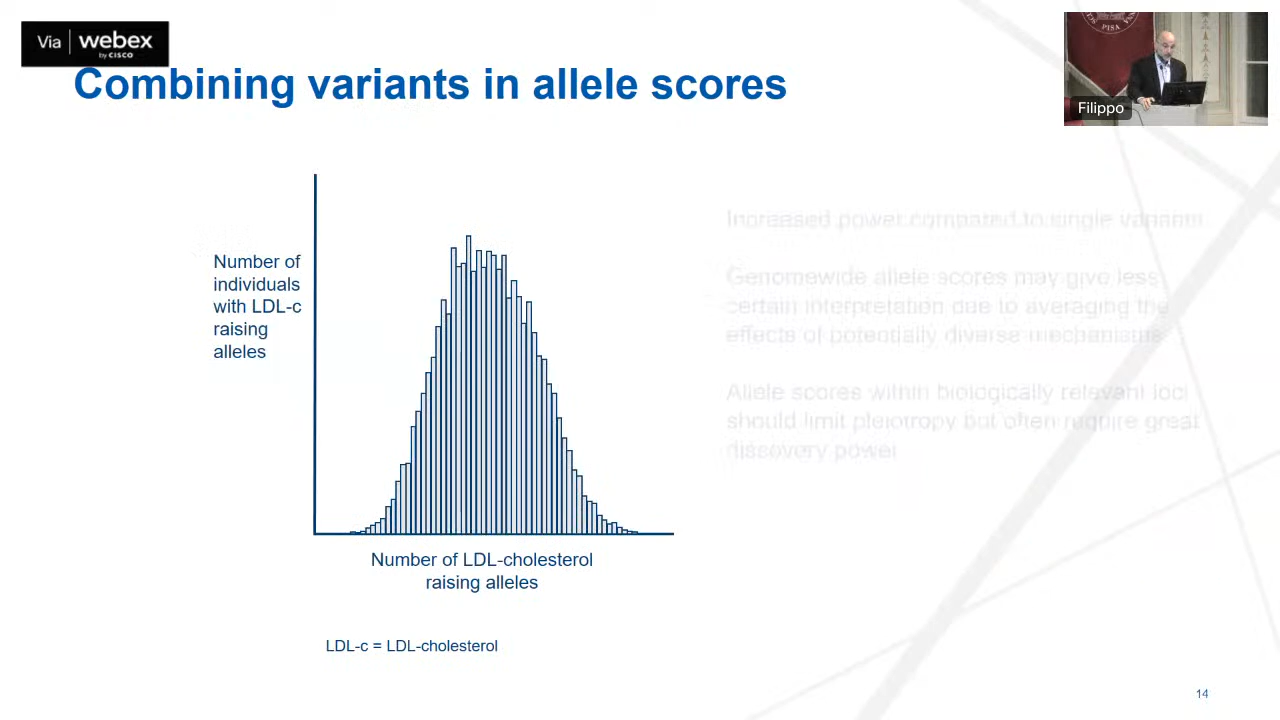 Via webex
by CISCO
Combining variants in allele scores
PISA
Filippo
Number of
individuals
with LDL-c
raising
alleles
Number of LDL-cholesterol
raising alleles
LDL-c = LDL-cholesterol
Increased power compared to single variant
Genomewide allele scores may give less
certain interpretation due to averaging the
effects of potentially diverse mechanisms
Allele scores within biologically relevant loci
should limit pleiotropy but often require great
discovery power
14